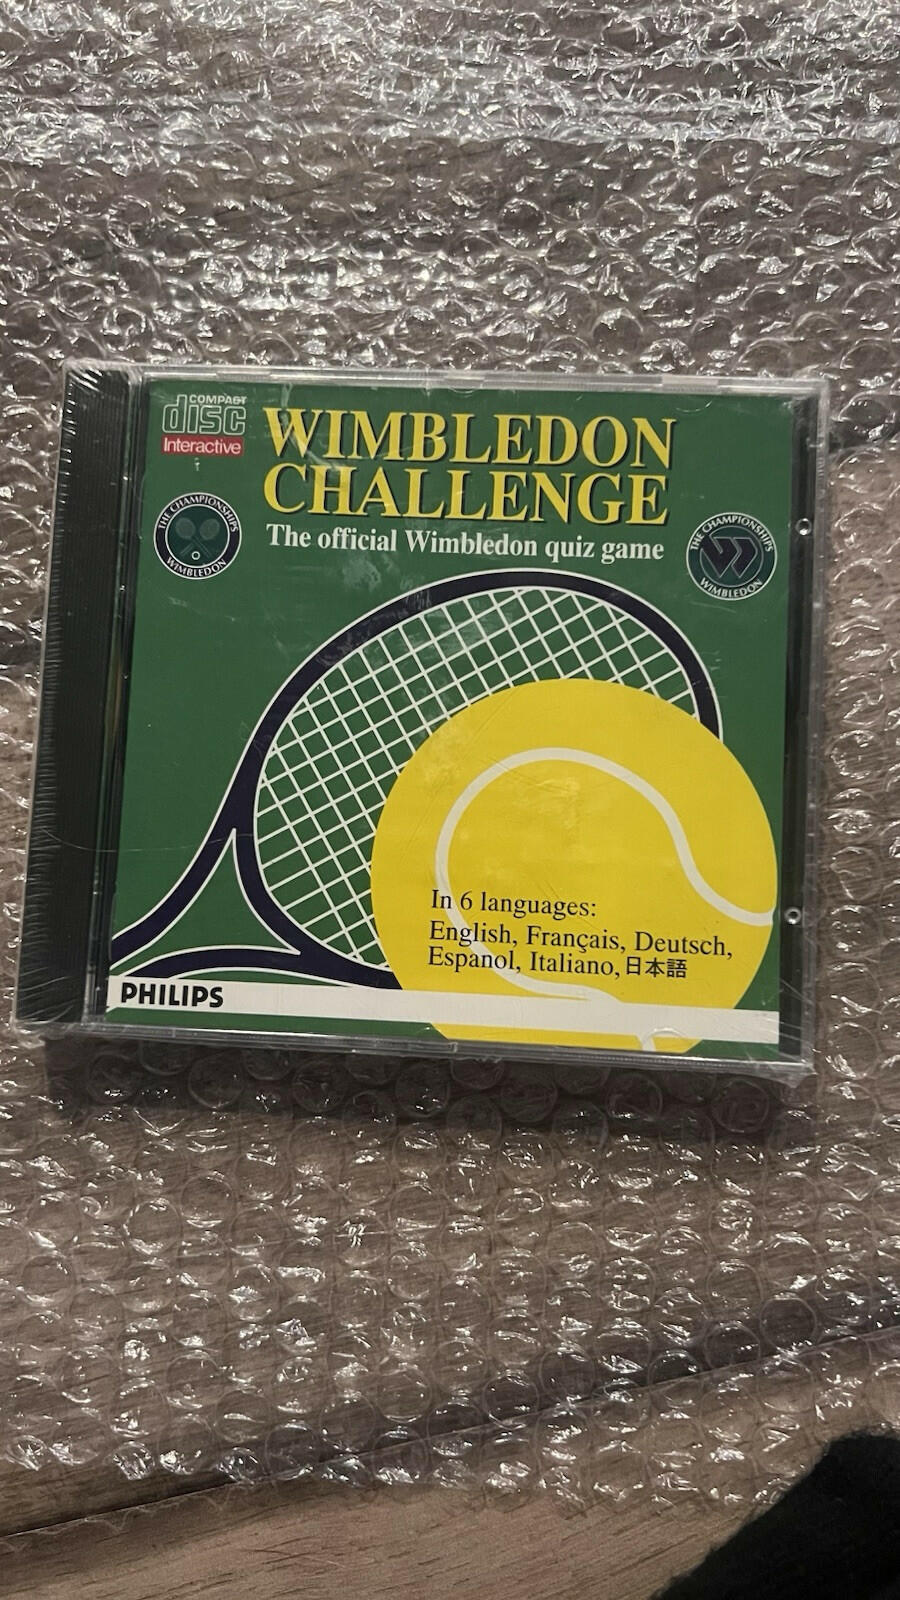 COMPACT
disc
Interactive
WIMBLEDON
CHALLENGE
The official Wimbledon quiz game
THE CHAMPIONSHIPS
WIMBLEDON
THE CHAMPIONSHIPS
WIMBLEDON
In 6 languages:
English, Français, Deutsch,
Español, Italiano, 日本語
PHILIPS